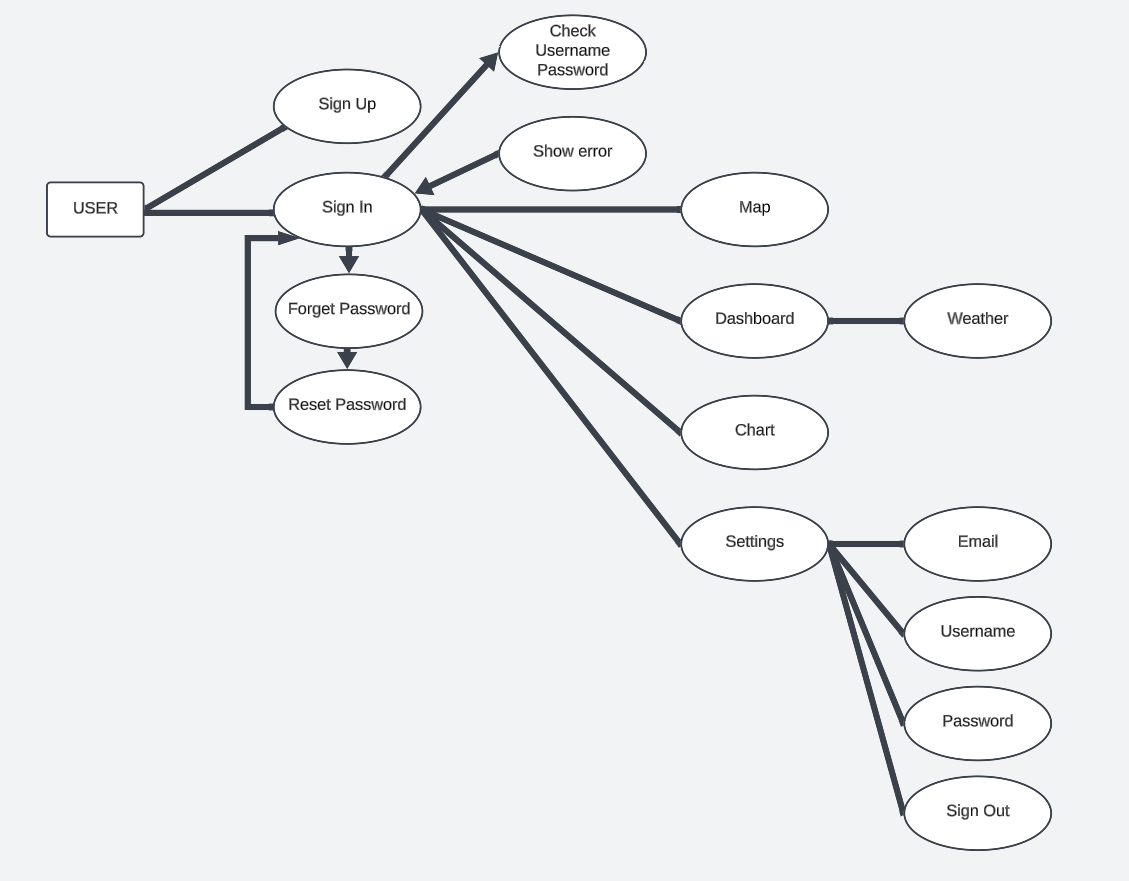 Check
Username
Password
Sign Up
Show error
USER
Sign In
Map
Forget Password
Dashboard
Weather
Reset Password
Chart
Settings
Email
Username
Password
Sign Out